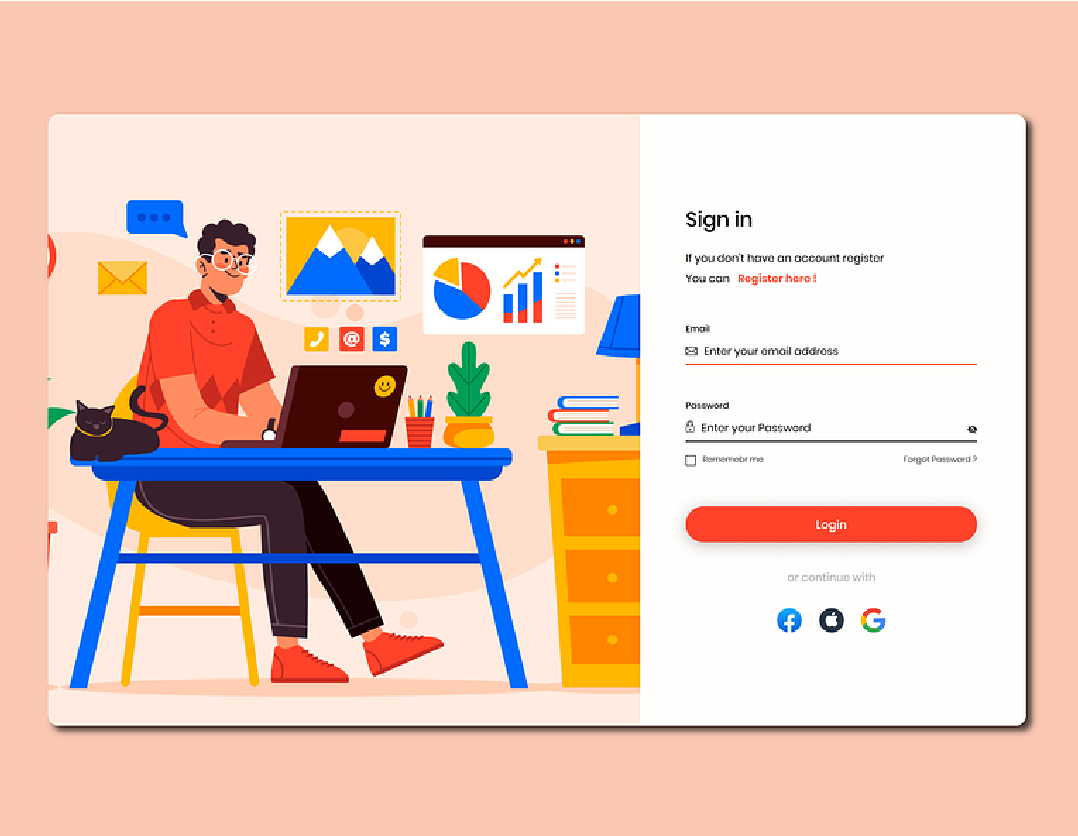 Sign in
If you don't have an account register
You can Register here !
Email
Enter your email address
Password
Enter your Password
Rememebr me Forgot Password ?
Login
or continue with
@
$